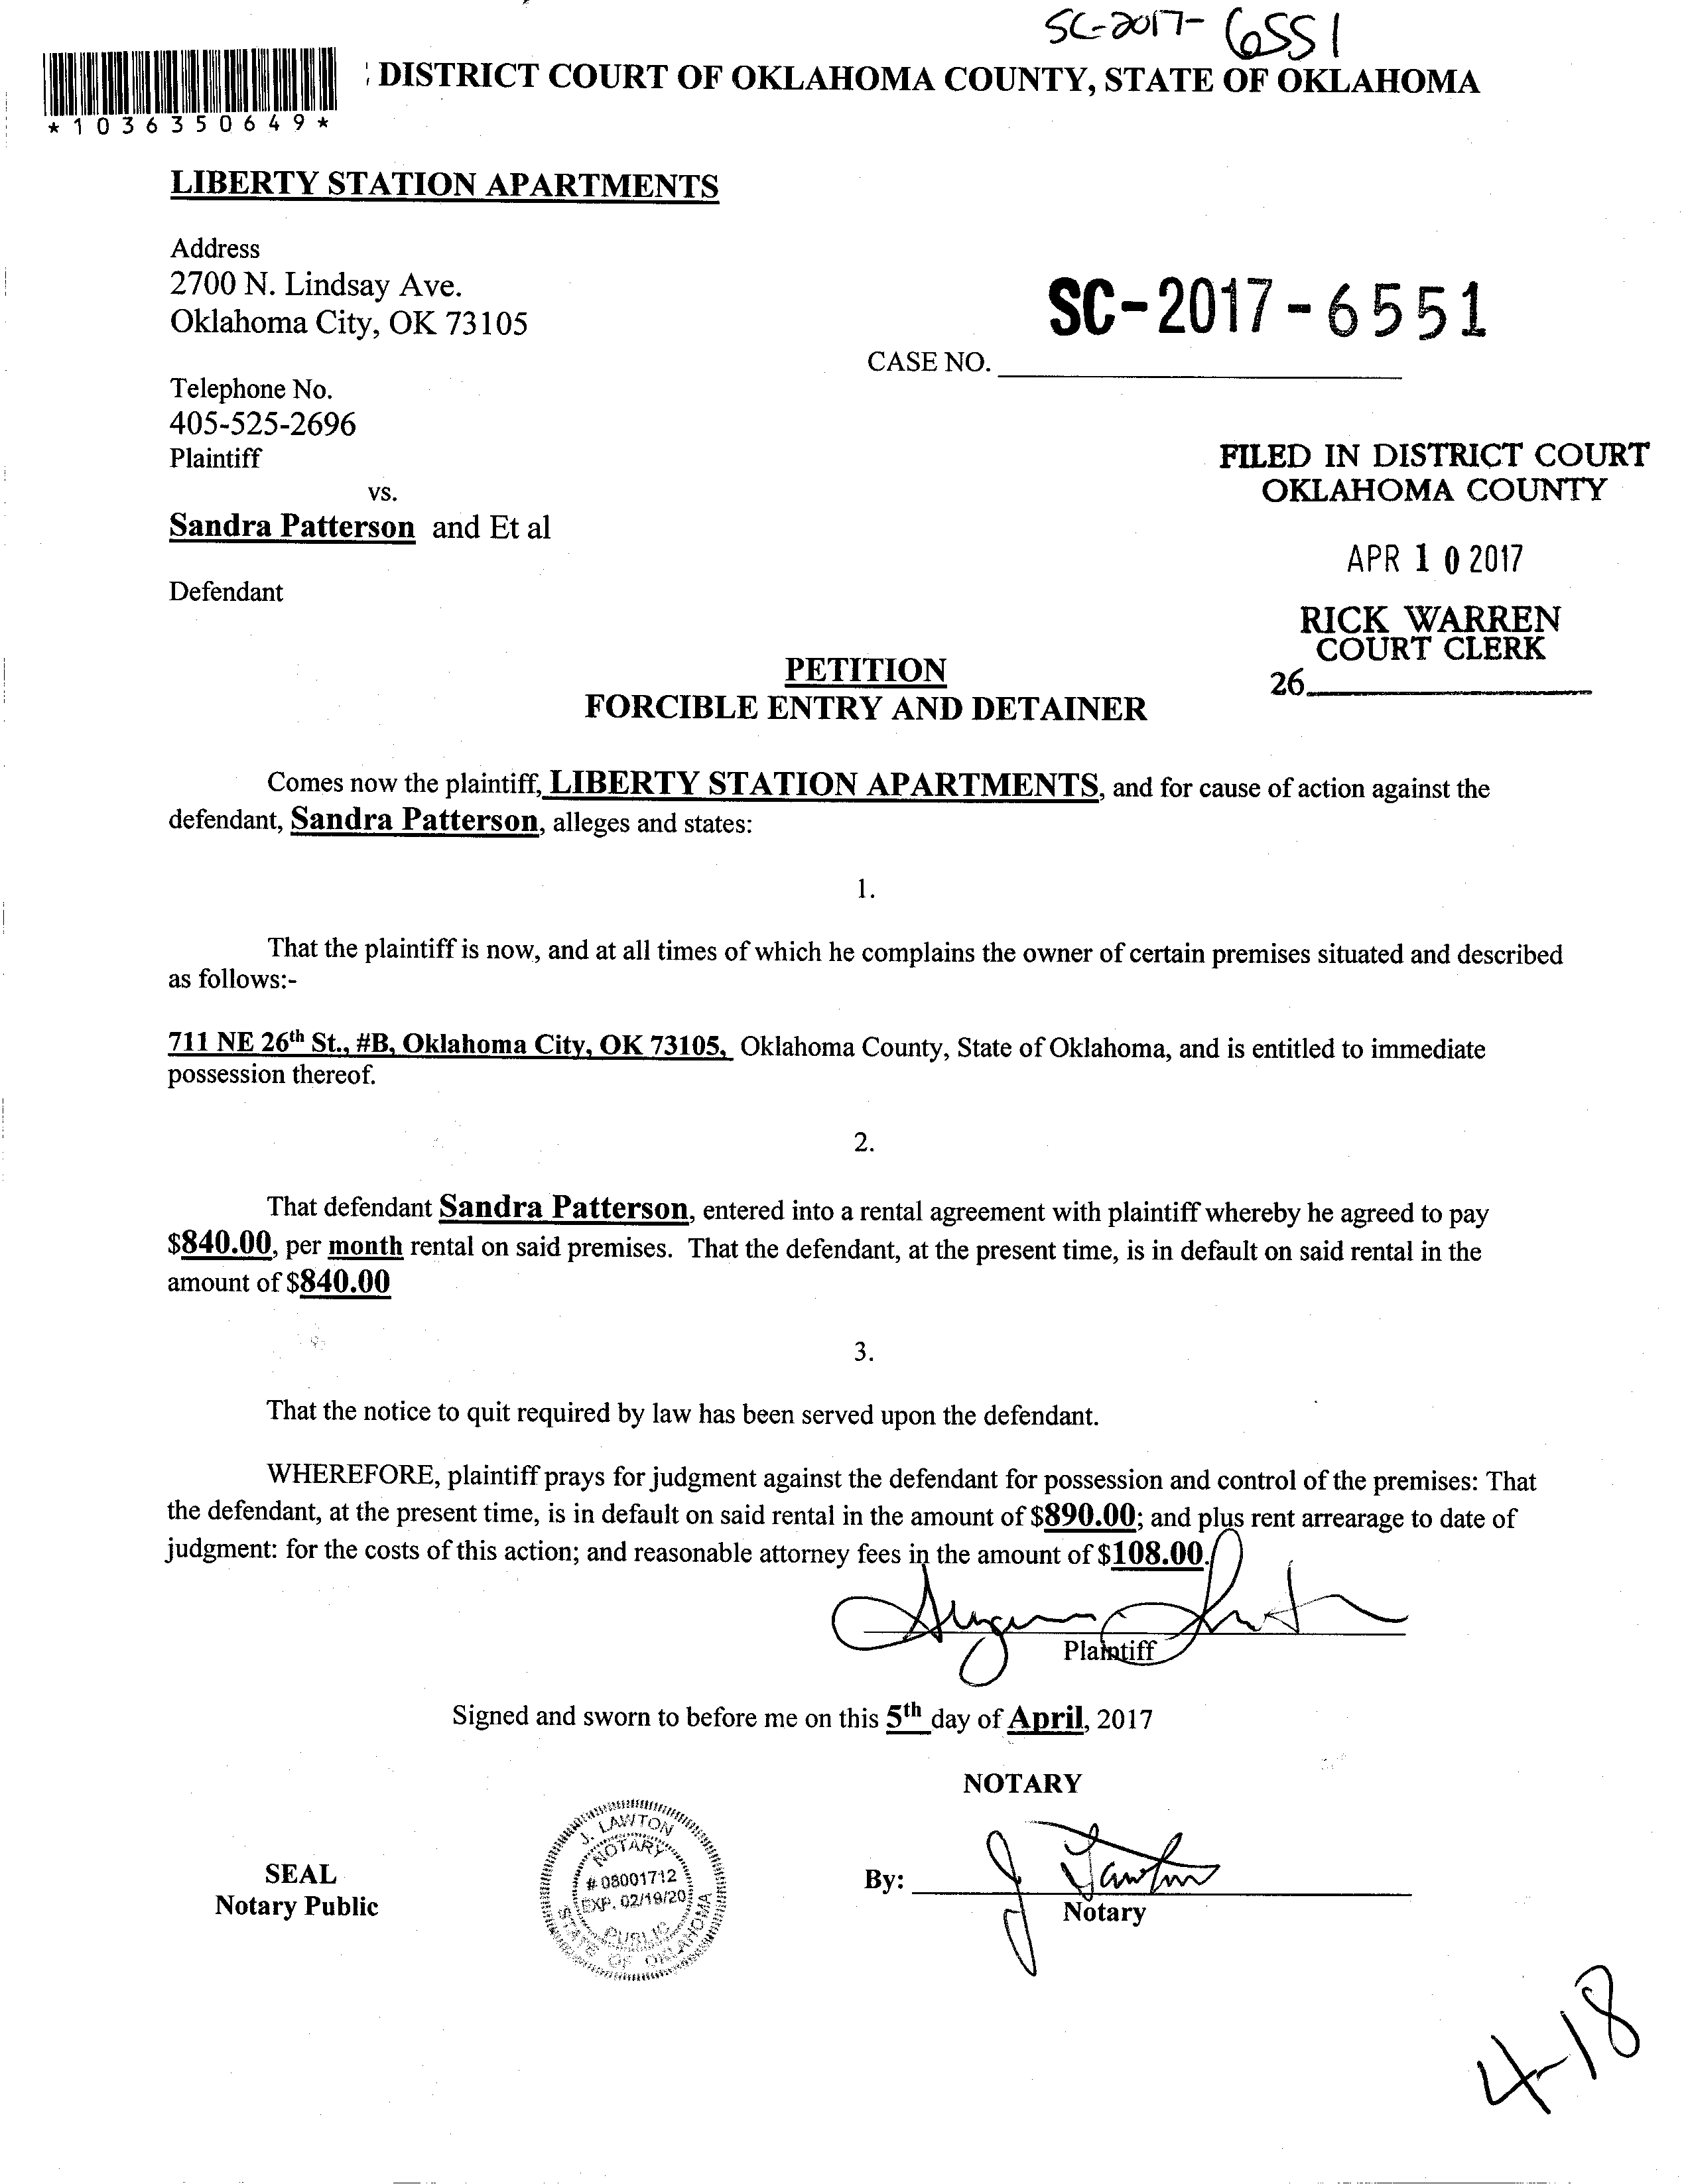 SC-2017-6551
DISTRICT COURT OF OKLAHOMA COUNTY, STATE OF OKLAHOMA
*1036350649*
LIBERTY STATION APARTMENTS
Address
2700 N. Lindsay Ave.
Oklahoma City, OK 73105
SC-2017-6551
CASE NO.
Telephone No.
405-525-2696
Plaintiff
FILED IN DISTRICT COURT
OKLAHOMA COUNTY
vs.
Sandra Patterson and Et al
APR 10 2017
Defendant
RICK WARREN
COURT CLERK
26
PETITION
FORCIBLE ENTRY AND DETAINER
Comes now the plaintiff, LIBERTY STATION APARTMENTS, and for cause of action against the
defendant, Sandra Patterson, alleges and states:
1.
That the plaintiff is now, and at all times of which he complains the owner of certain premises situated and described
as follows:-
711 NE 26th St., #B, Oklahoma City, OK 73105, Oklahoma County, State of Oklahoma, and is entitled to immediate
possession thereof.
2.
That defendant Sandra Patterson, entered into a rental agreement with plaintiff whereby he agreed to pay
$840.00, per month rental on said premises. That the defendant, at the present time, is in default on said rental in the
amount of $840.00
3.
That the notice to quit required by law has been served upon the defendant.
WHEREFORE, plaintiff prays for judgment against the defendant for possession and control of the premises: That
the defendant, at the present time, is in default on said rental in the amount of $890.00; and plus rent arrearage to date of
judgment: for the costs of this action; and reasonable attorney fees in the amount of $108.00.
Plaintiff
Signed and sworn to before me on this 5th day of April, 2017
NOTARY
J. LAWTON
NOTARY
# 08001712
EXP. 02/19/20
PUBLIC
STATE OF OKLAHOMA
SEAL
Notary Public
By: J Lawton
Notary
4-18